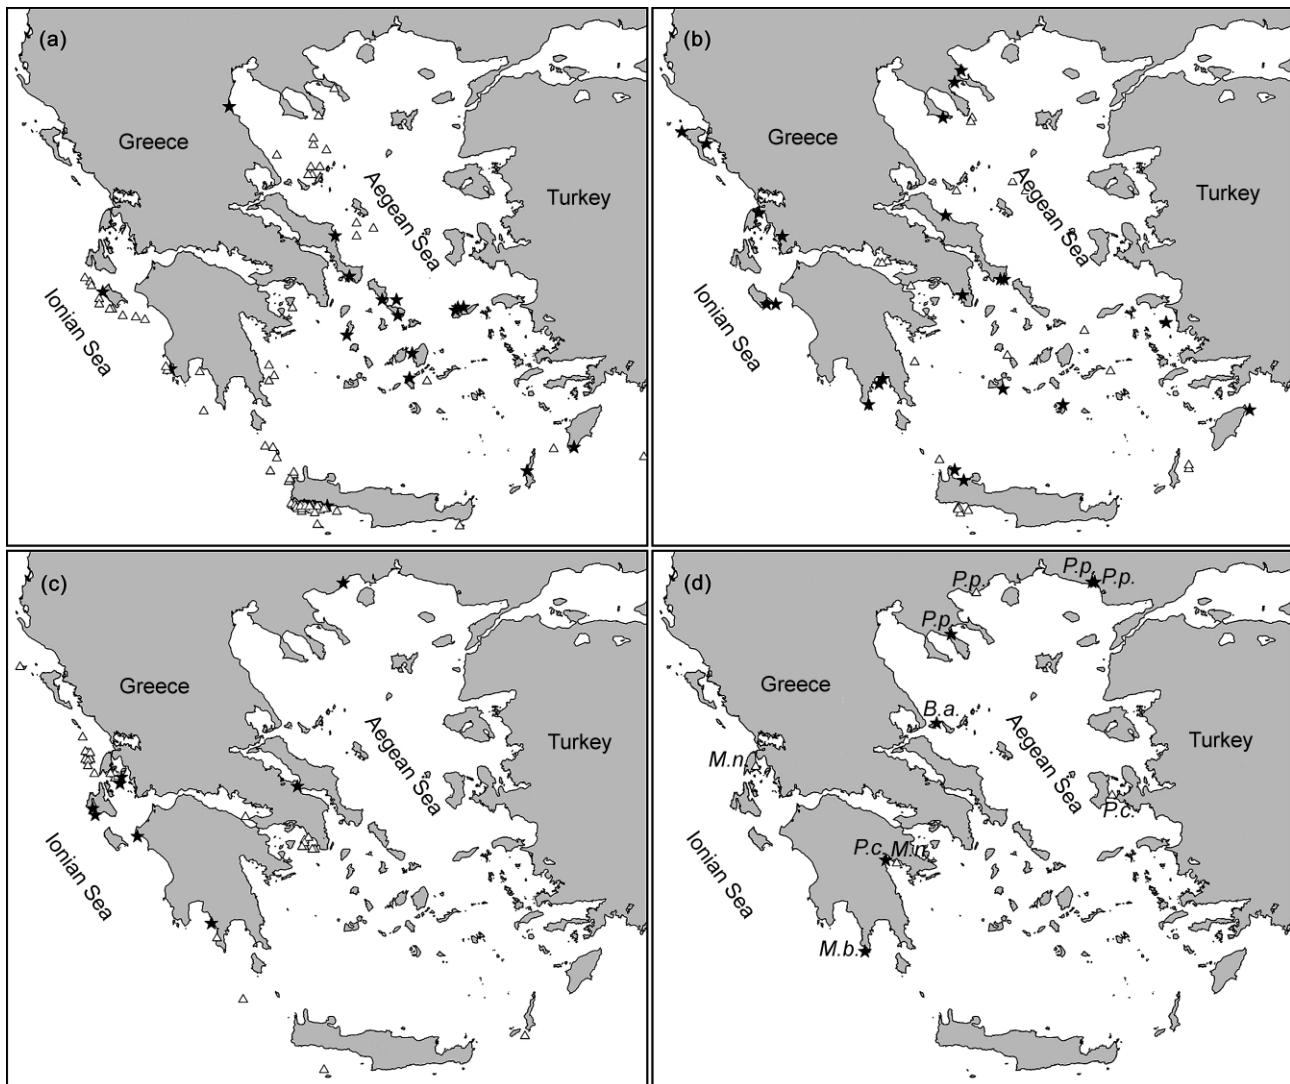 (a)
Greece
Turkey
Aegean Sea
Ionian Sea
(b)
Greece
Turkey
Aegean Sea
Ionian Sea
(c)
Greece
Turkey
Aegean Sea
Ionian Sea
(d)
P.p.
P.p.
P.p.
P.p.
Greece
B.a.
Turkey
Aegean Sea
M.n.
P.c.
Ionian Sea
P.c.
M.n.
M.b.